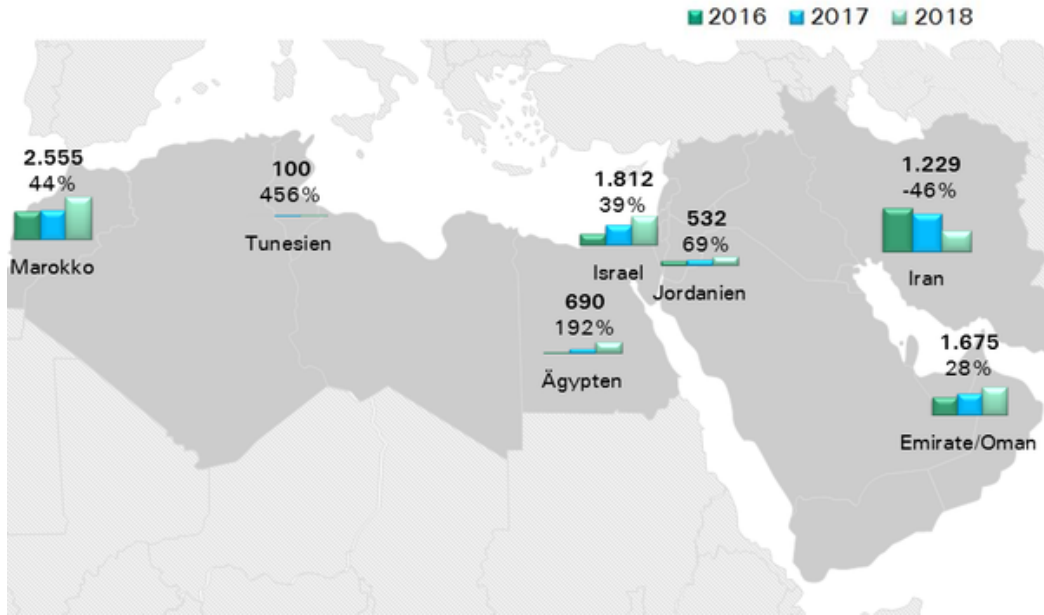 2016 2017 2018
2.555
44%
Marokko
100
456%
Tunesien
1.812
39%
Israel
532
69%
Jordanien
690
192%
Ägypten
1.229
-46%
Iran
1.675
28%
Emirate/Oman